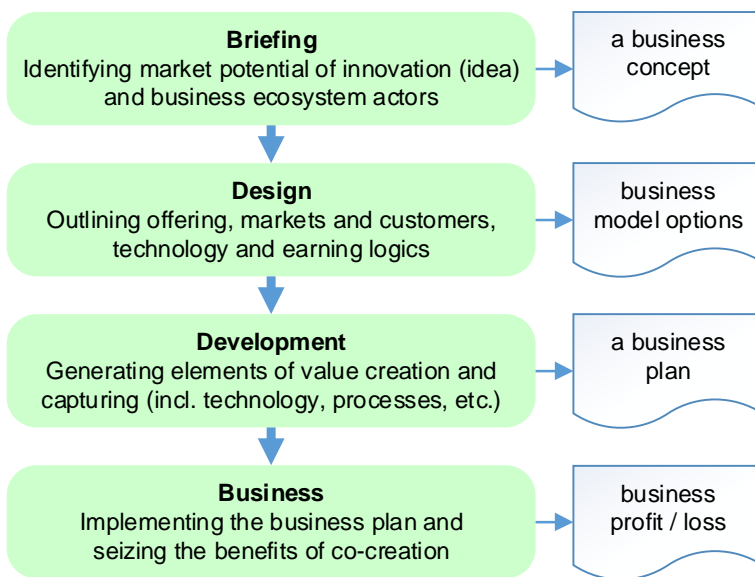 Briefing
Identifying market potential of innovation (idea)
and business ecosystem actors
a business
concept
Design
Outlining offering, markets and customers,
technology and earning logics
business
model options
Development
Generating elements of value creation and
capturing (incl. technology, processes, etc.)
a business
plan
Business
Implementing the business plan and
seizing the benefits of co-creation
business
profit / loss